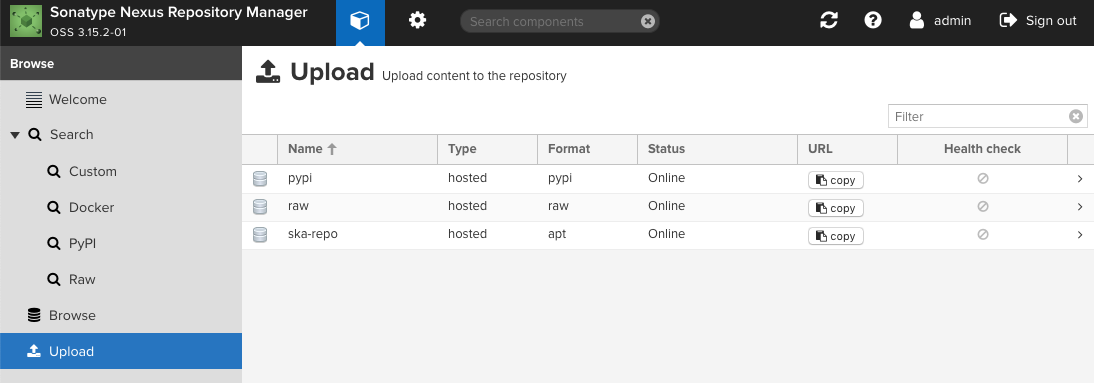 Sonatype Nexus Repository Manager
OSS 3.15.2-01
Search components
admin
Sign out
Browse
Welcome
Search
Custom
Docker
PyPI
Raw
Browse
Upload
Upload Upload content to the repository
Filter
Name Type Format Status URL Health check
pypi hosted pypi Online copy
raw hosted raw Online copy
ska-repo hosted apt Online copy